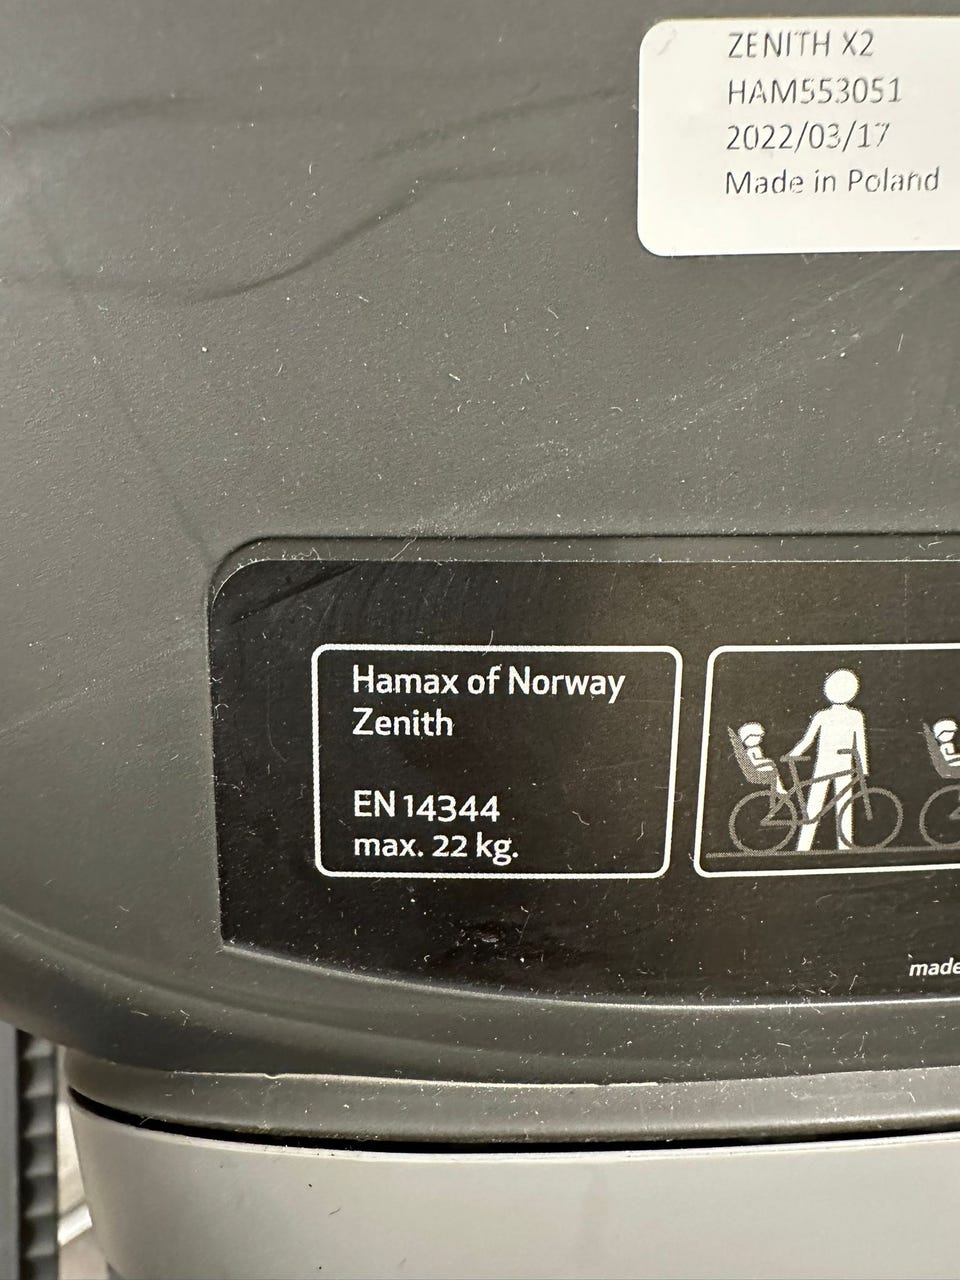 ZENITH X2
HAM553051
2022/03/17
Made in Poland
Hamax of Norway
Zenith
EN 14344
max. 22 kg.
made